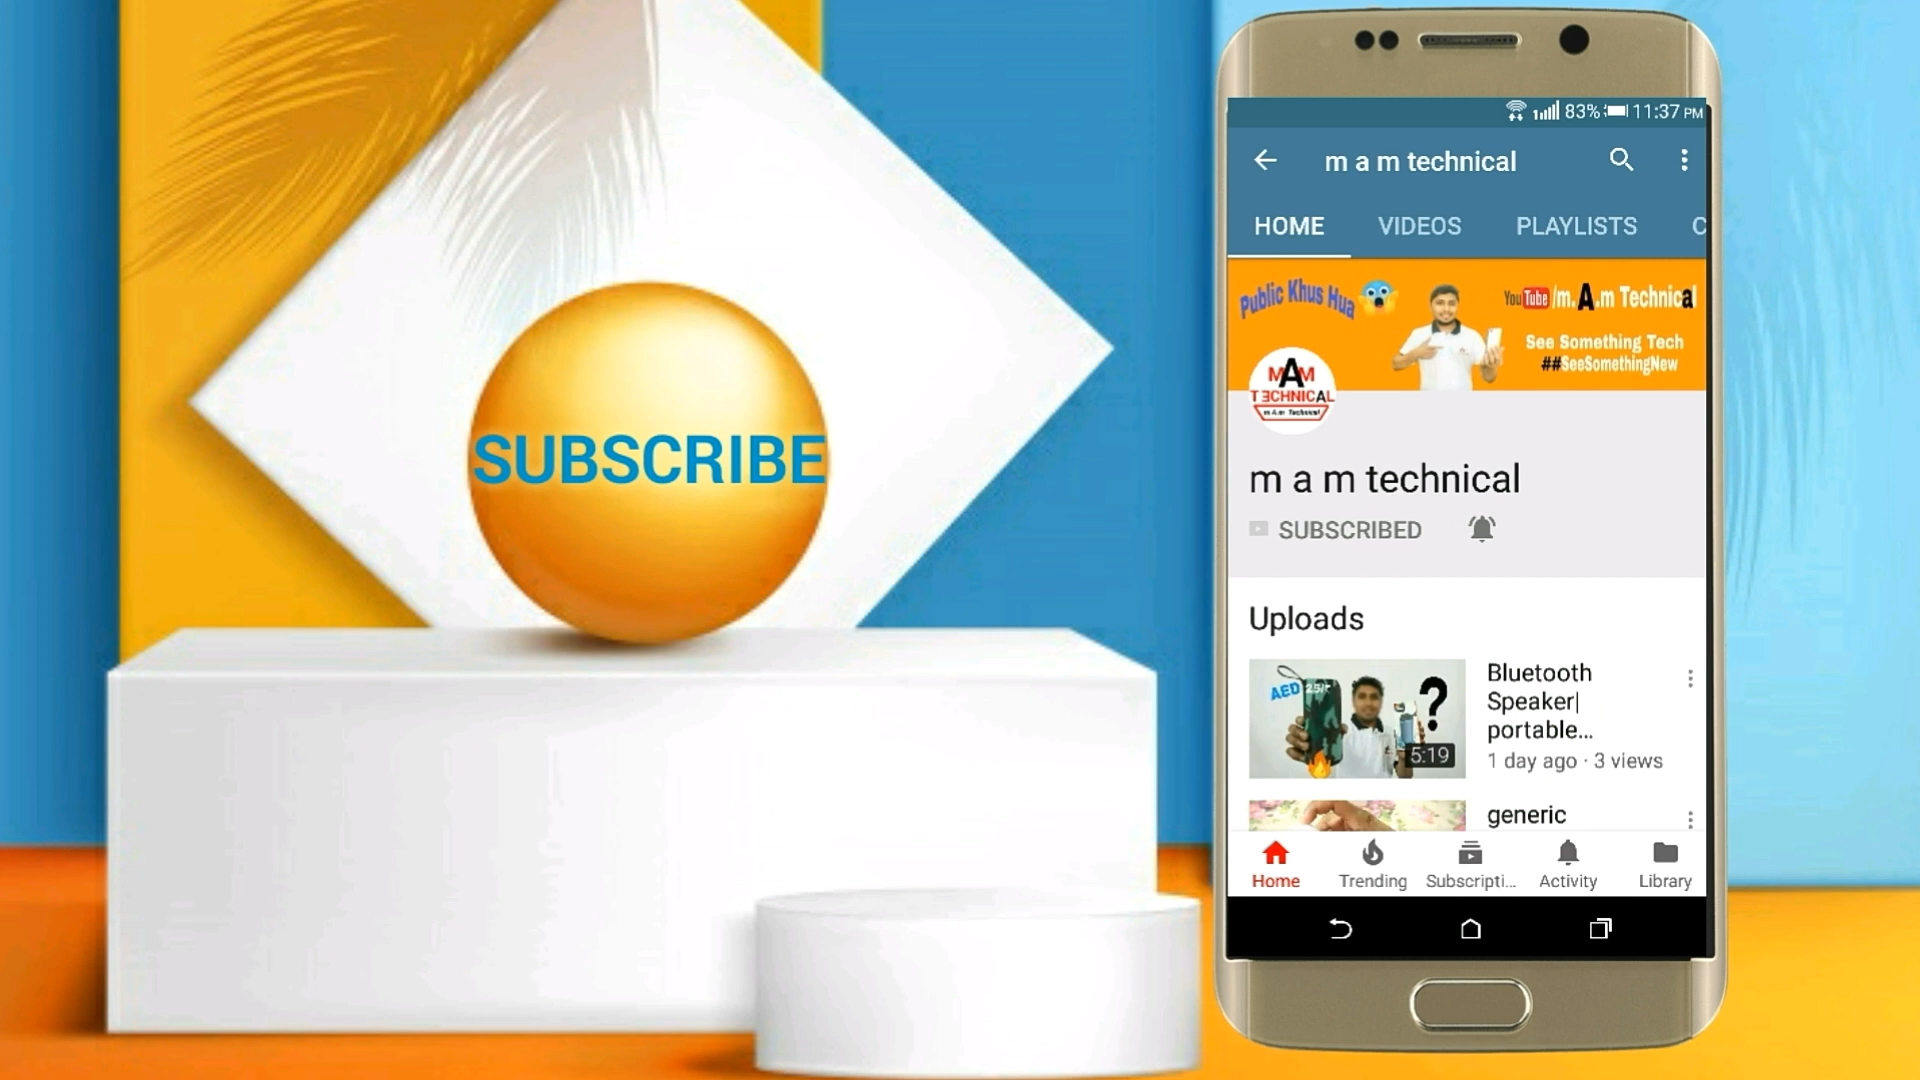 SUBSCRIBE
83% 11:37 PM
m a m technical
HOME VIDEOS PLAYLISTS C
Public Khus Hua
YouTube /m.A.m Technical
See Something Tech
##SeeSomethingNew
MAM
TECHNICAL
m A.m Technical
m a m technical
SUBSCRIBED
Uploads
AED 25/-
?
5:19
Bluetooth
Speaker|
portable...
1 day ago · 3 views
generic
Home Trending Subscripti... Activity Library